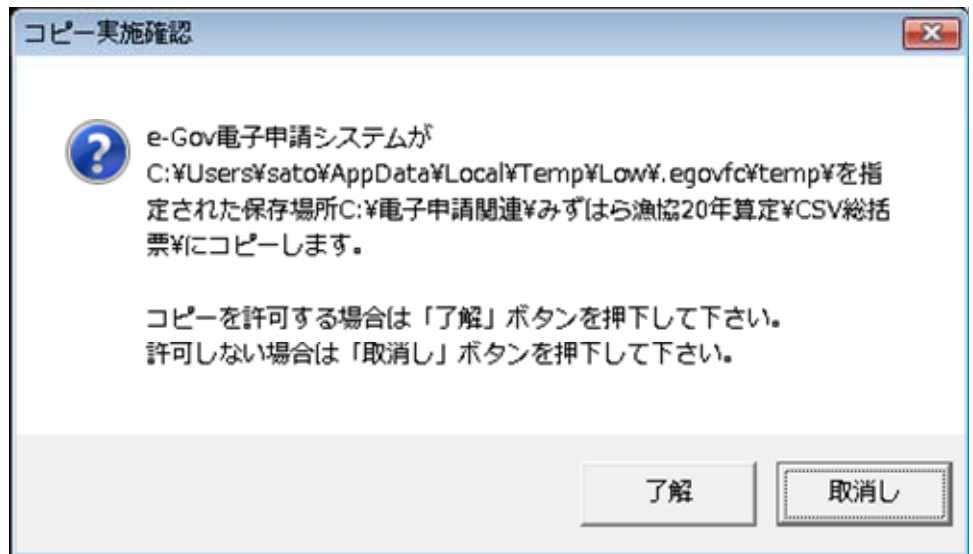 コピー実施確認
e-Gov電子申請システムが
C:¥Users¥sato¥AppData¥Local¥Temp¥Low¥.egovfc¥temp¥を指
定された保存場所C:¥電子申請関連¥みずはら漁協20年算定¥CSV総括
票¥にコピーします。
コピーを許可する場合は「了解」ボタンを押下して下さい。
許可しない場合は「取消し」ボタンを押下して下さい。
了解
取消し